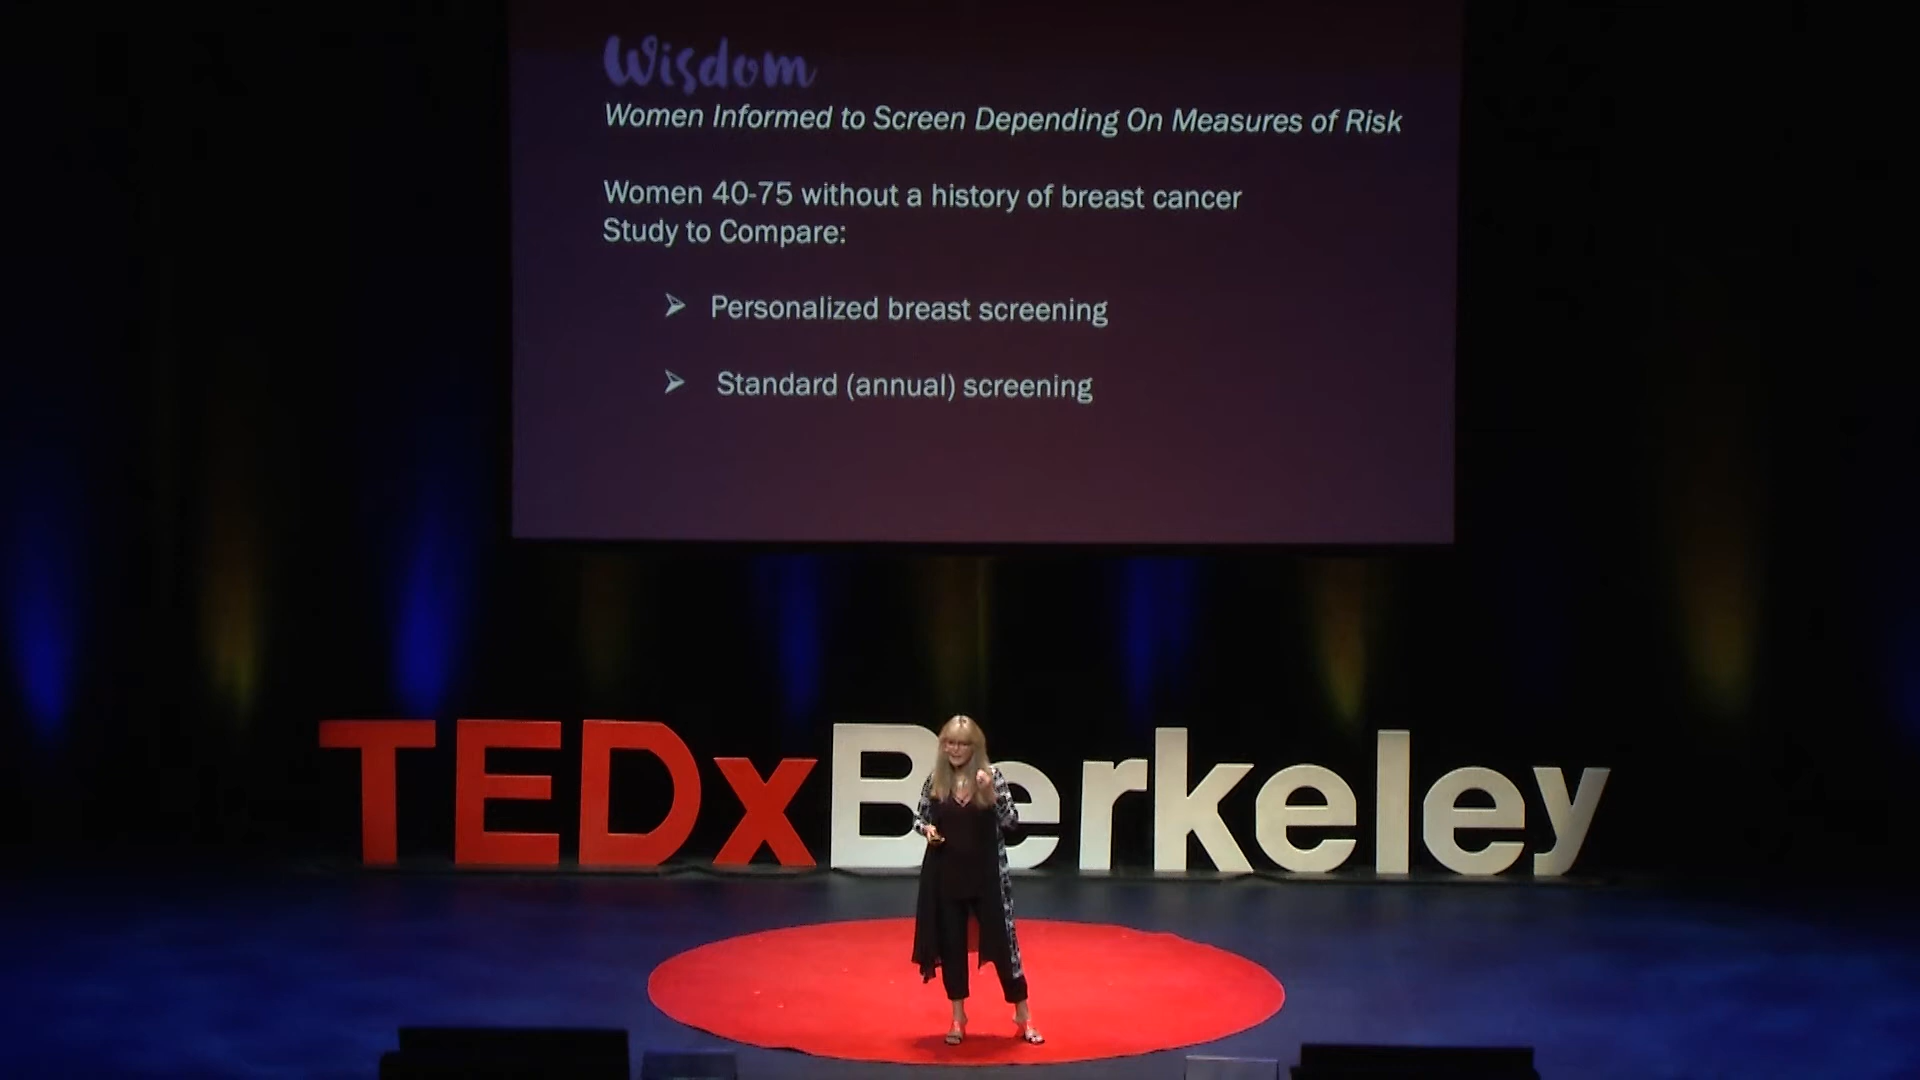 Wisdom
Women Informed to Screen Depending On Measures of Risk
Women 40-75 without a history of breast cancer
Study to Compare:
➢ Personalized breast screening
➢ Standard (annual) screening
TEDxBerkeley